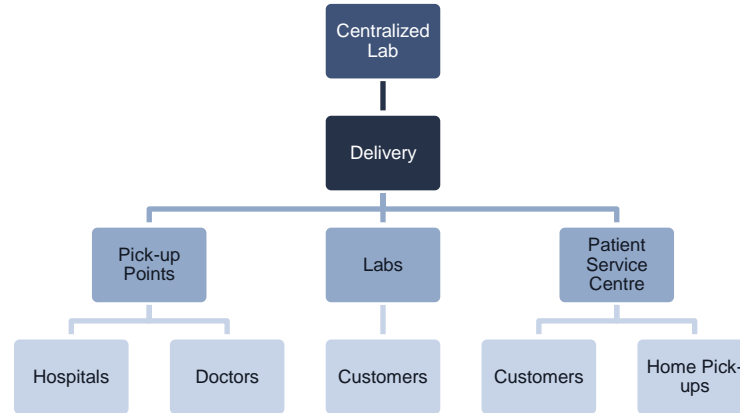 Centralized
Lab
Delivery
Pick-up
Points
Labs
Patient
Service
Centre
Hospitals
Doctors
Customers
Customers
Home Pick-
ups